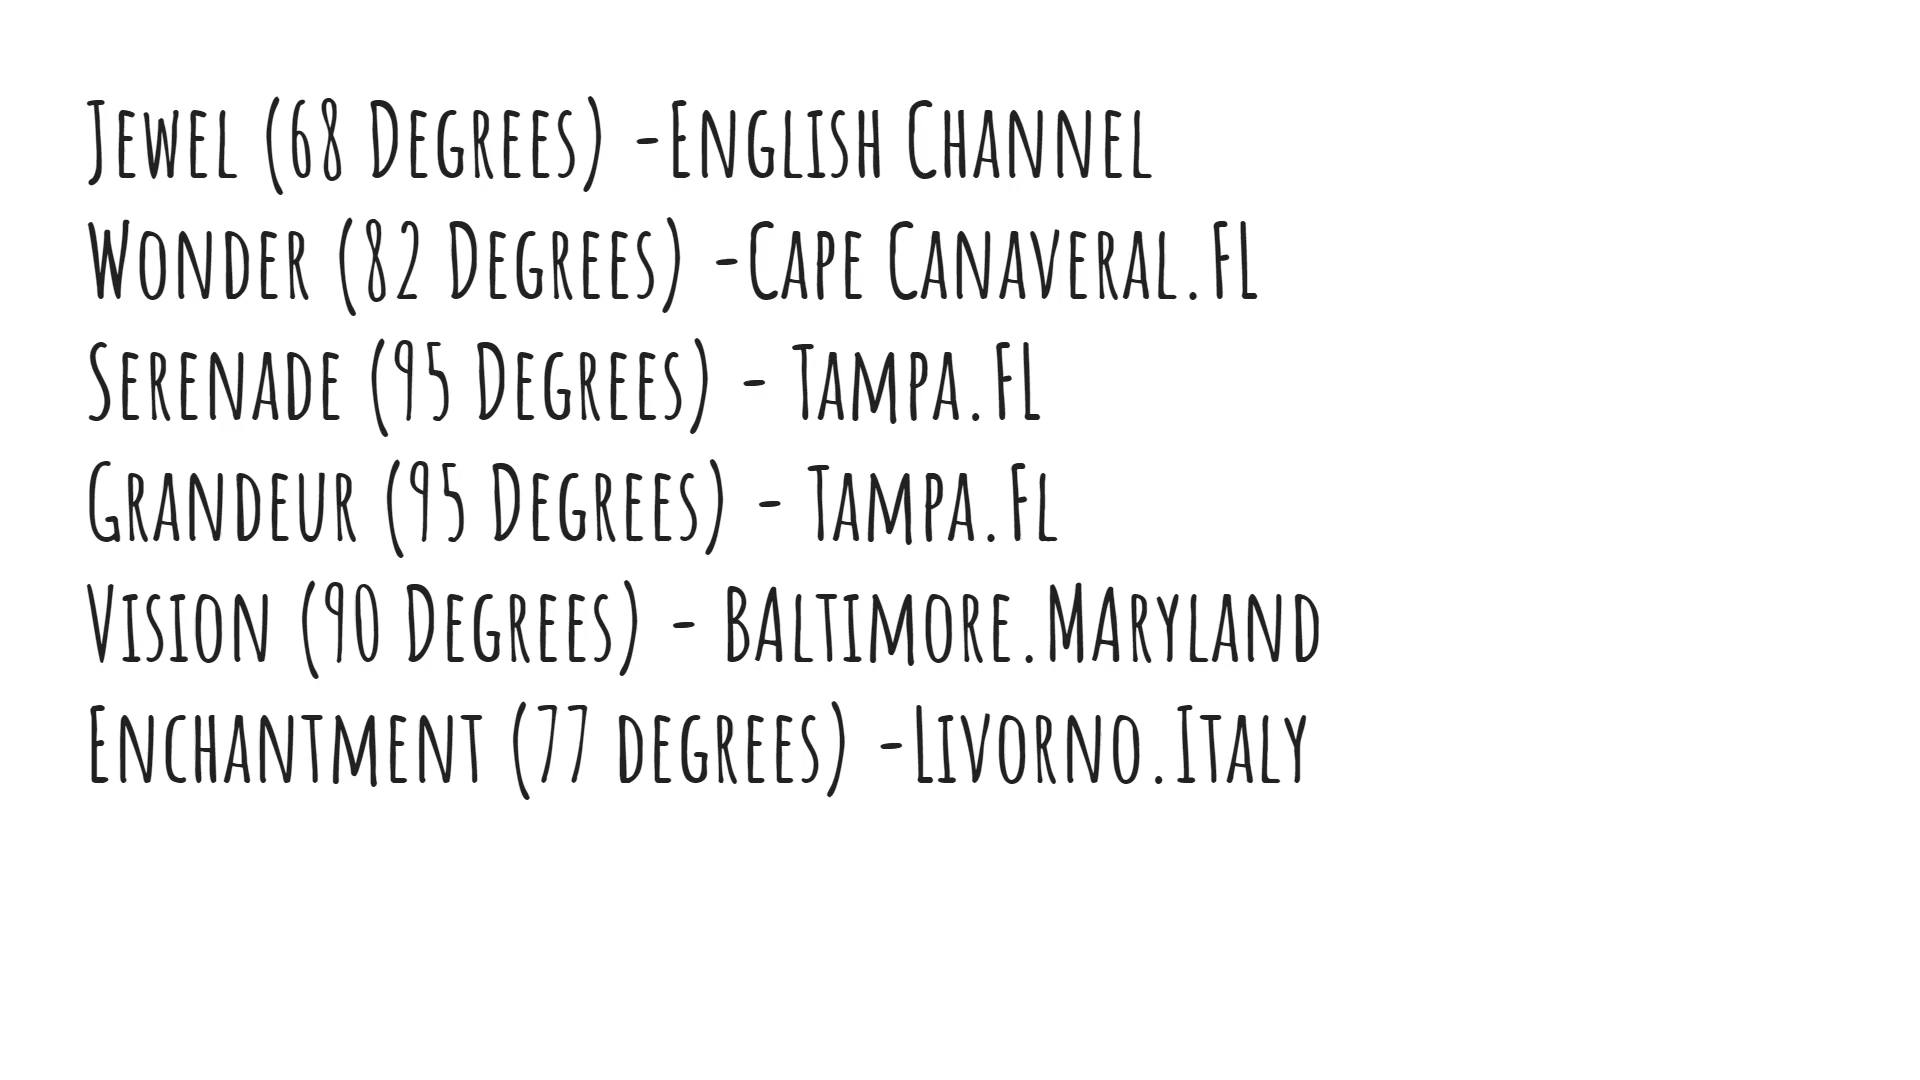 Jewel (68 Degrees) -English Channel
Wonder (82 Degrees) -Cape Canaveral.FL
Serenade (95 Degrees) - Tampa.FL
Grandeur (95 Degrees) - Tampa.Fl
Vision (90 Degrees) - BAltimore.MAryland
Enchantment (77 degrees) -Livorno.Italy